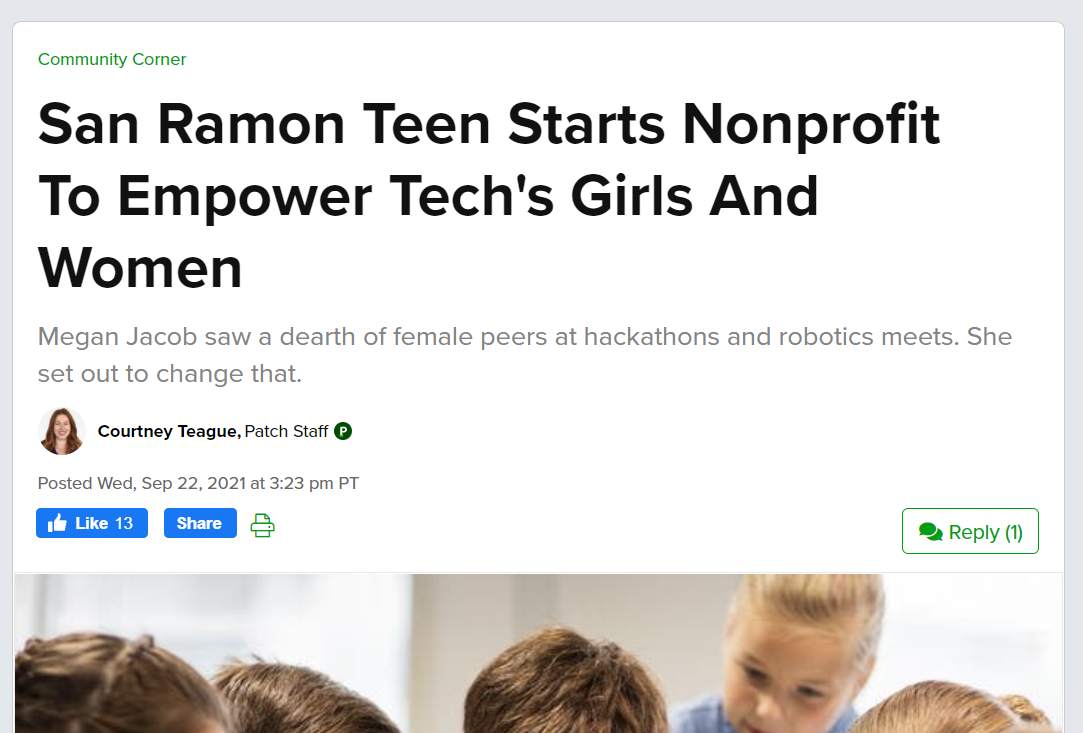 Community Corner
San Ramon Teen Starts Nonprofit
To Empower Tech's Girls And
Women
Megan Jacob saw a dearth of female peers at hackathons and robotics meets. She
set out to change that.
Courtney Teague, Patch Staff P
Posted Wed, Sep 22, 2021 at 3:23 pm PT
Like 13 Share Reply (1)